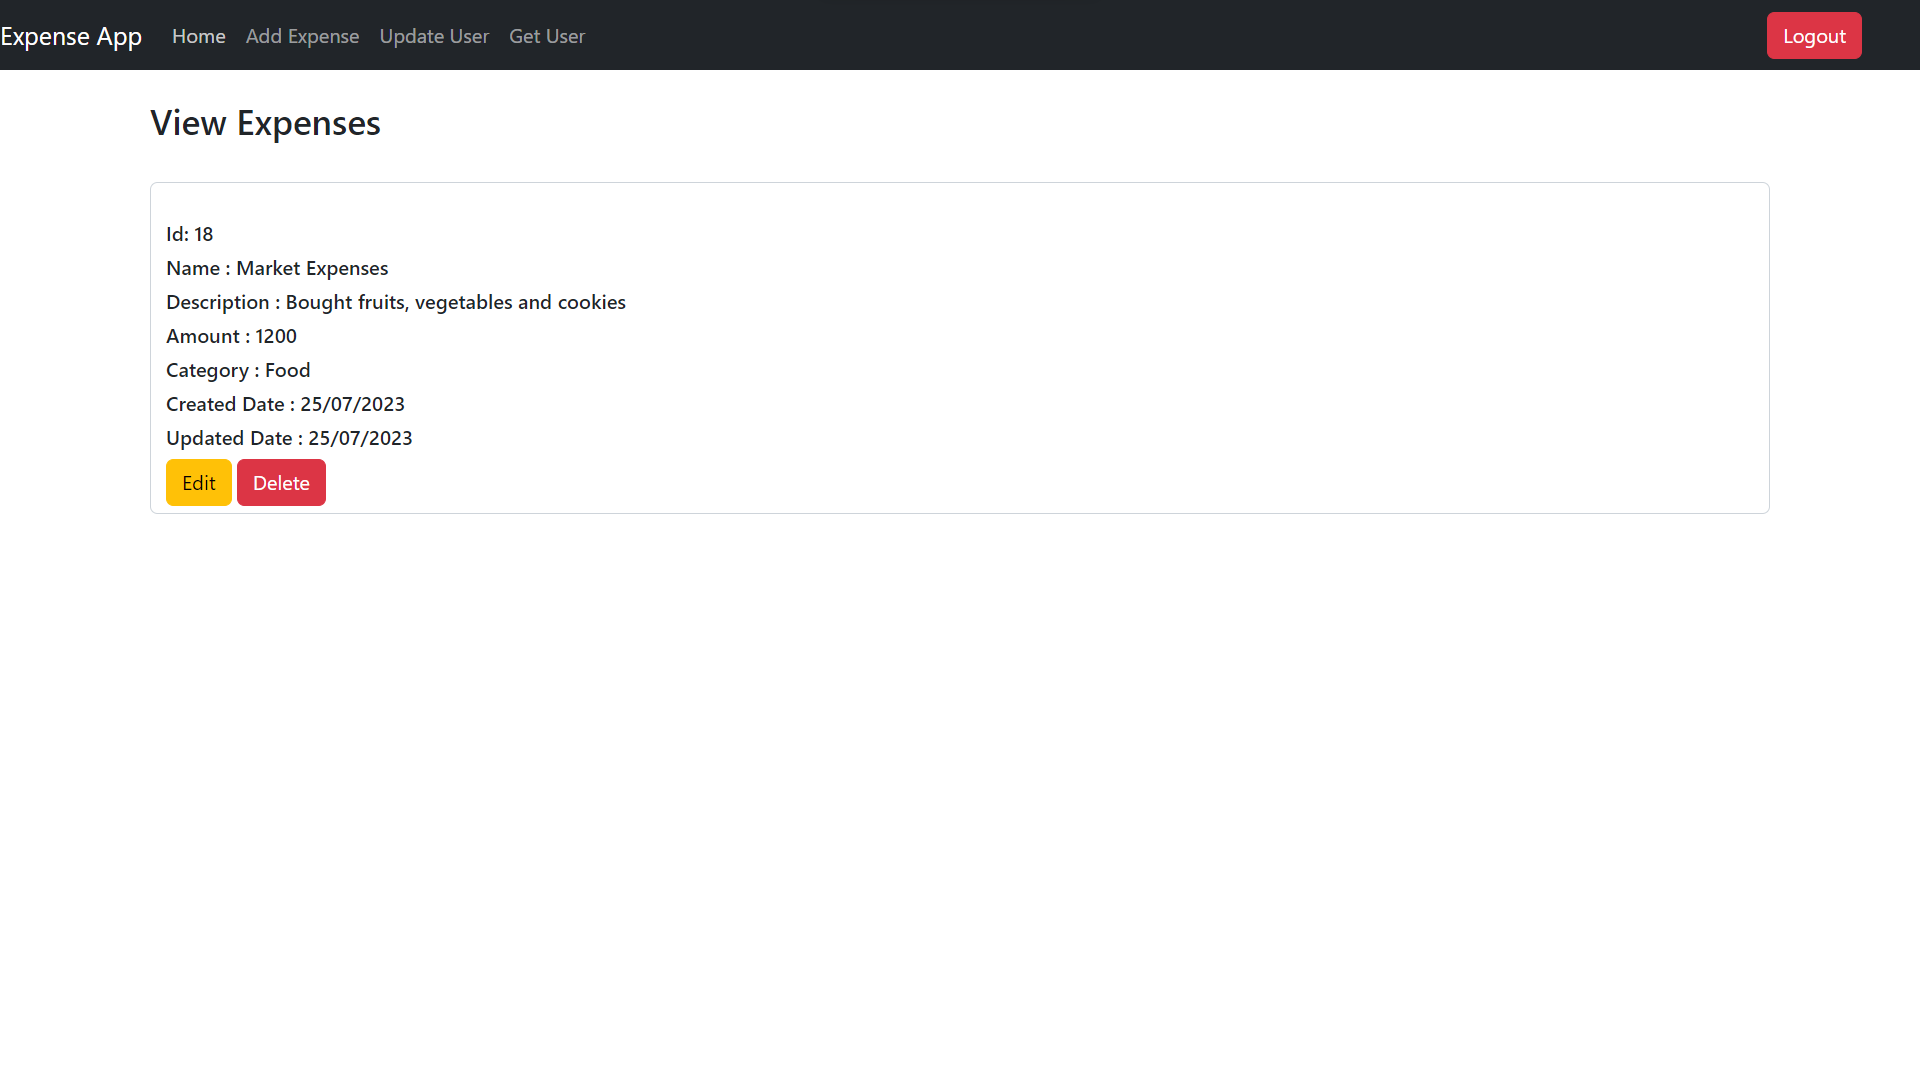 Expense App Home Add Expense Update User Get User Logout
View Expenses
Id: 18
Name : Market Expenses
Description : Bought fruits, vegetables and cookies
Amount : 1200
Category : Food
Created Date : 25/07/2023
Updated Date : 25/07/2023
Edit Delete